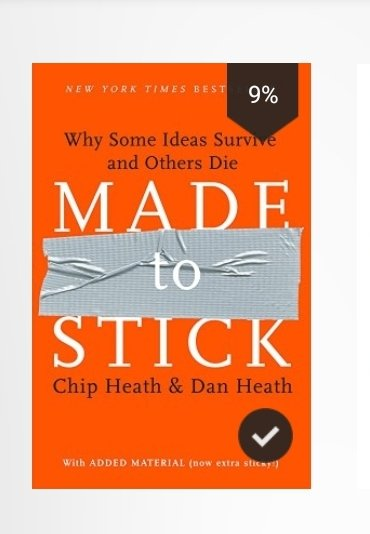 NEW YORK TIMES BEST
9%
Why Some Ideas Survive
and Others Die
MADE
to
STICK
Chip Heath & Dan Heath
With ADDED MATERIAL (now extra sticky!)